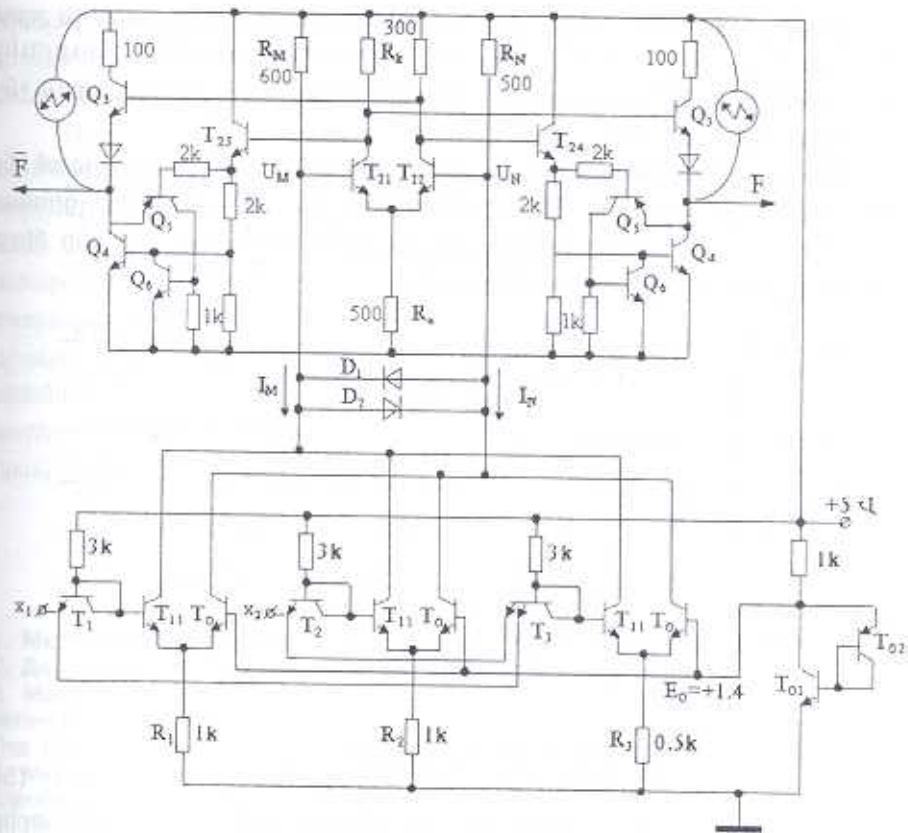 300
100
R_M
600
R_k
R_N
500
100
Q_3
Q_3
T_23
T_24
F̅
2k
U_M
T_21
T_22
U_N
2k
F
Q_5
2k
2k
Q_5
Q_4
Q_6
1k
500
R_e
1k
Q_6
Q_4
I_M
D_1
D_2
I_N
+5
3k
3k
3k
1k
x_1
T_1
T_11
T_0
x_2
T_2
T_11
T_0
T_3
T_11
T_0
T_02
E_0=+1.4
T_01
R_1
1k
R_2
1k
R_3
0.5k